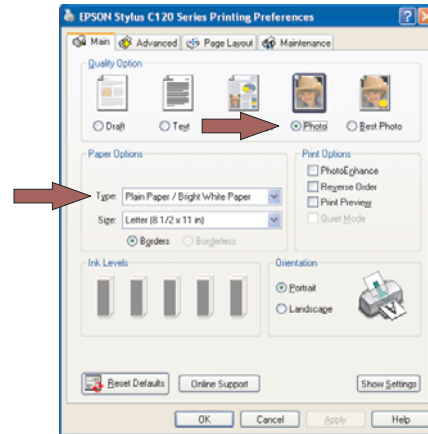 EPSON Stylus C120 Series Printing Preferences
Main Advanced Page Layout Maintenance
Quality Option
Draft Text Photo Best Photo
Paper Options Print Options
PhotoEnhance
Reverse Order
Type: Plain Paper / Bright White Paper Print Preview
Size: Letter (8 1/2 x 11 in) Quiet Mode
Borders Borderless
Ink Levels Orientation
Portrait
Landscape
Reset Defaults Online Support Show Settings
OK Cancel Apply Help